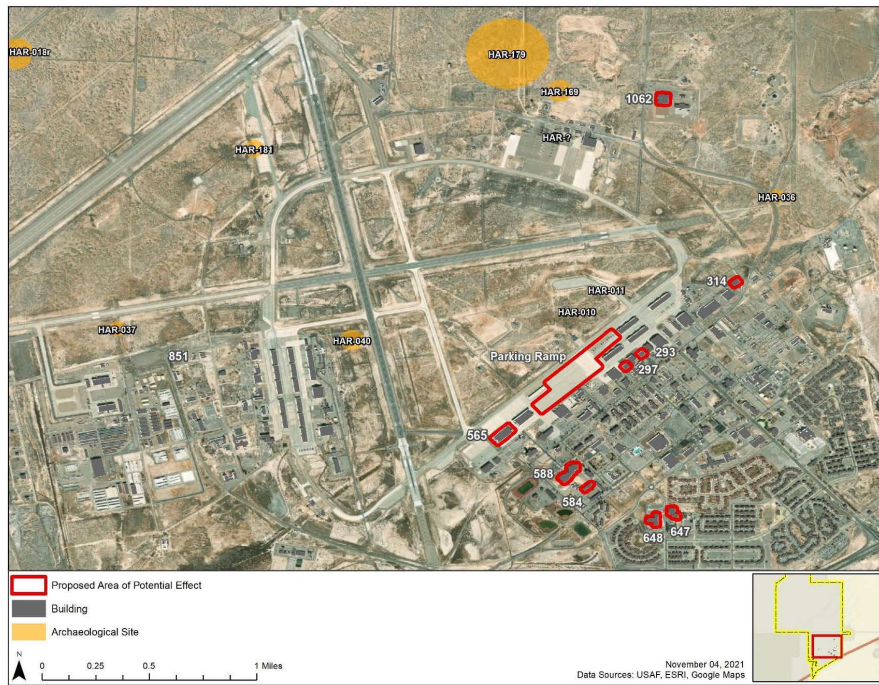 HAR-018r
HAR-179
HAR-169
1062
HAR-?
HAR-181
HAR-036
314
HAR-011
HAR-010
HAR-037
851
HAR-040
Parking Ramp
293
297
565
588
584
648
647
Proposed Area of Potential Effect
Building
Archaeological Site
N
0 0.25 0.5 1 Miles
November 04, 2021
Data Sources: USAF, ESRI, Google Maps